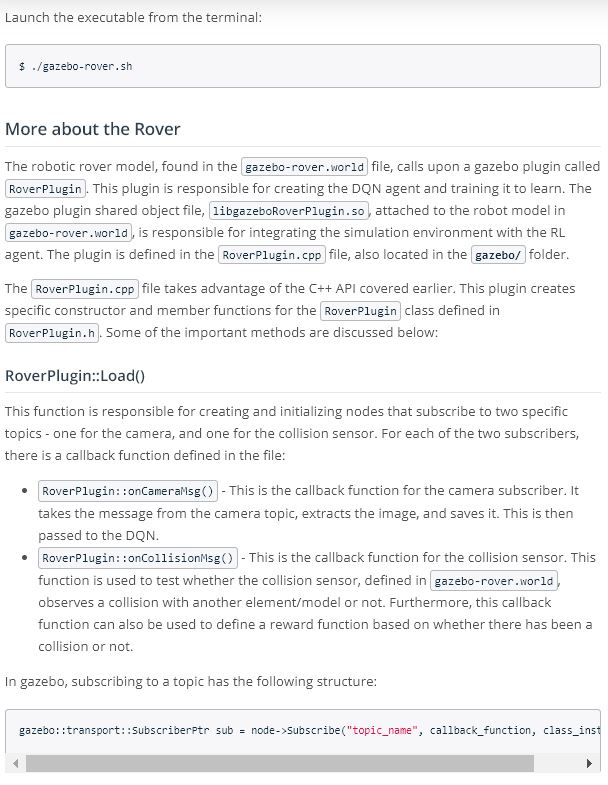 Launch the executable from the terminal:
$ ./gazebo-rover.sh
More about the Rover
The robotic rover model, found in the gazebo-rover.world file, calls upon a gazebo plugin called
RoverPlugin. This plugin is responsible for creating the DQN agent and training it to learn. The
gazebo plugin shared object file, libgazeboRoverPlugin.so, attached to the robot model in
gazebo-rover.world, is responsible for integrating the simulation environment with the RL
agent. The plugin is defined in the RoverPlugin.cpp file, also located in the gazebo/ folder.
The RoverPlugin.cpp file takes advantage of the C++ API covered earlier. This plugin creates
specific constructor and member functions for the RoverPlugin class defined in
RoverPlugin.h. Some of the important methods are discussed below:
RoverPlugin::Load()
This function is responsible for creating and initializing nodes that subscribe to two specific
topics - one for the camera, and one for the collision sensor. For each of the two subscribers,
there is a callback function defined in the file:
• RoverPlugin::onCameraMsg() - This is the callback function for the camera subscriber. It
takes the message from the camera topic, extracts the image, and saves it. This is then
passed to the DQN.
• RoverPlugin::onCollisionMsg() - This is the callback function for the collision sensor. This
function is used to test whether the collision sensor, defined in gazebo-rover.world,
observes a collision with another element/model or not. Furthermore, this callback
function can also be used to define a reward function based on whether there has been a
collision or not.
In gazebo, subscribing to a topic has the following structure:
gazebo::transport::SubscriberPtr sub = node->Subscribe("topic_name", callback_function, class_inst